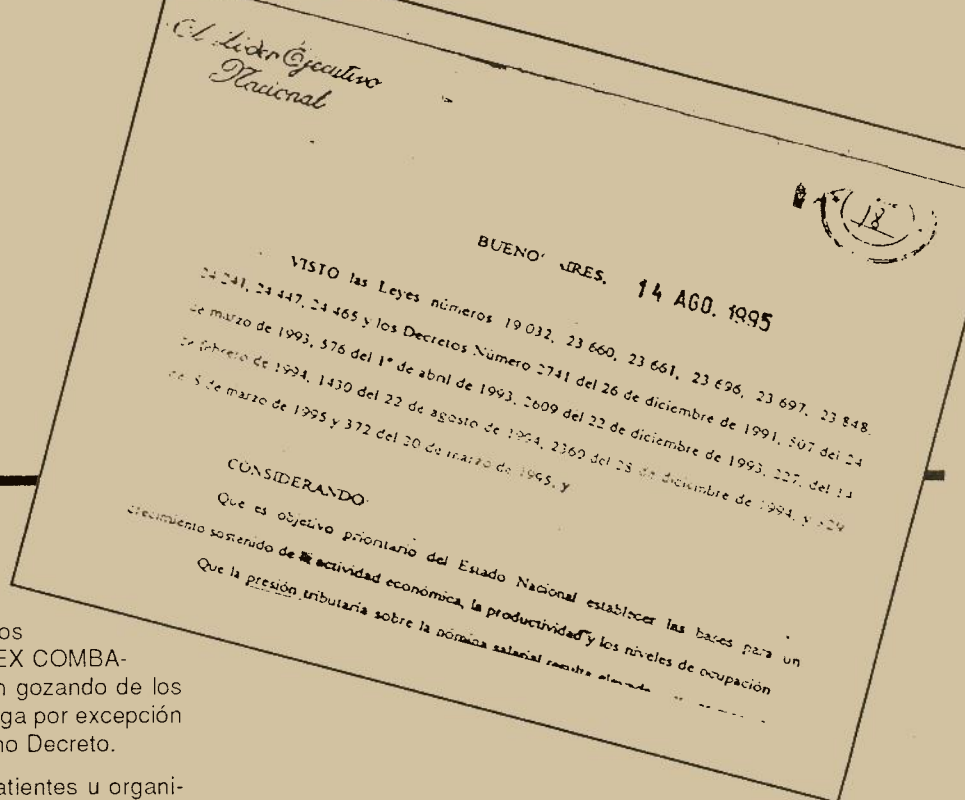 Ejecutivo
Nacional
18
BUENO AIRES, 14 AGO. 1995
VISTO las Leyes números 19 032, 23 660, 23 661, 23 696, 23 697, 23 848,
24 241, 24 447, 24 465 y los Decretos Número 2741 del 26 de diciembre de 1991, 507 del 24
de marzo de 1993, 576 del 1º de abril de 1993, 2609 del 22 de diciembre de 1993, 227, del 14
de febrero de 1994, 1430 del 22 de agosto de 1994, 2360 del 28 de diciembre de 1994, y 529
de marzo de 1995 y 372 del 20 de marzo de 1995, y
CONSIDERANDO
Que es objetivo prioritario del Estado Nacional establecer las bases para un
crecimiento sostenido de actividad económica, la productividad y los niveles de ocupación
Que la presión tributaria sobre la nómina salarial resulta elevada
os
EX COMBA-
n gozando de los
ga por excepción
no Decreto.
atientes u organi-